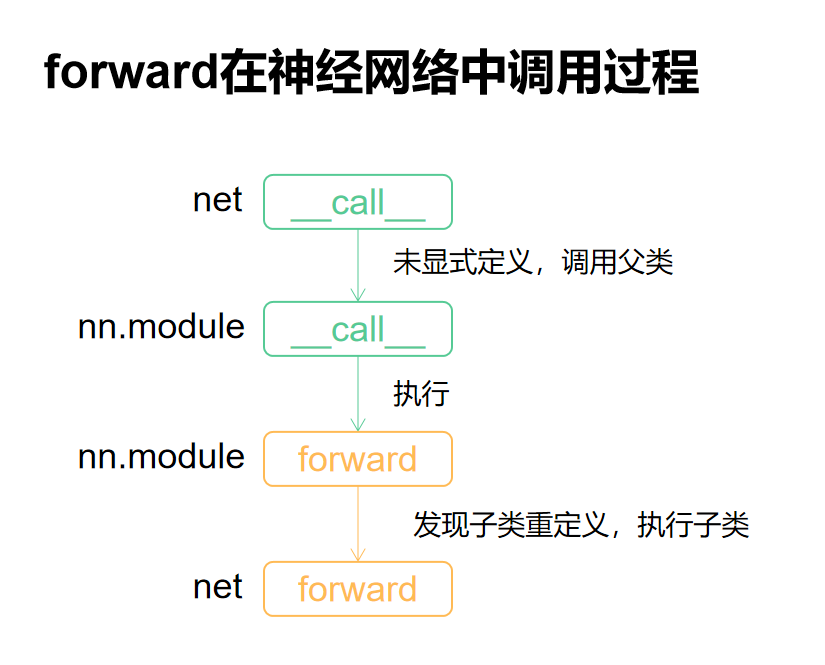 forward在神经网络中调用过程
net __call__
未显式定义，调用父类
nn.module __call__
执行
nn.module forward
发现子类重定义，执行子类
net forward